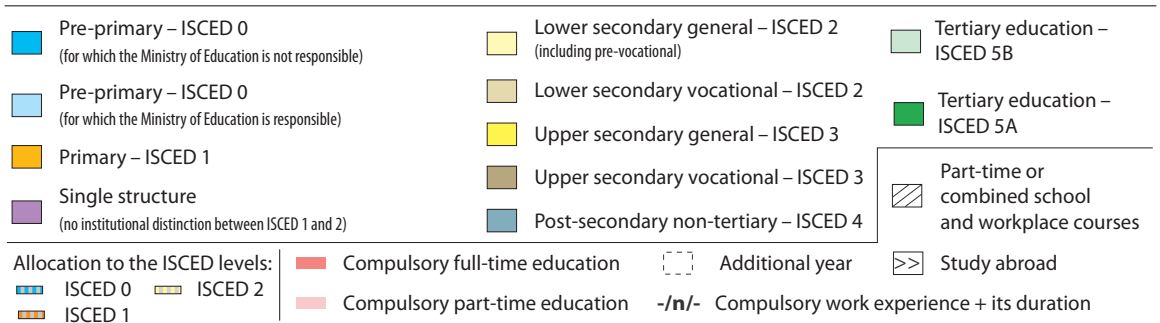 Pre-primary – ISCED 0
(for which the Ministry of Education is not responsible)
Pre-primary – ISCED 0
(for which the Ministry of Education is responsible)
Primary – ISCED 1
Single structure
(no institutional distinction between ISCED 1 and 2)
Lower secondary general – ISCED 2
(including pre-vocational)
Lower secondary vocational – ISCED 2
Upper secondary general – ISCED 3
Upper secondary vocational – ISCED 3
Post-secondary non-tertiary – ISCED 4
Tertiary education –
ISCED 5B
Tertiary education –
ISCED 5A
Part-time or
combined school
and workplace courses
Allocation to the ISCED levels:
ISCED 0
ISCED 2
ISCED 1
Compulsory full-time education
Additional year
>> Study abroad
Compulsory part-time education
-/n/- Compulsory work experience + its duration